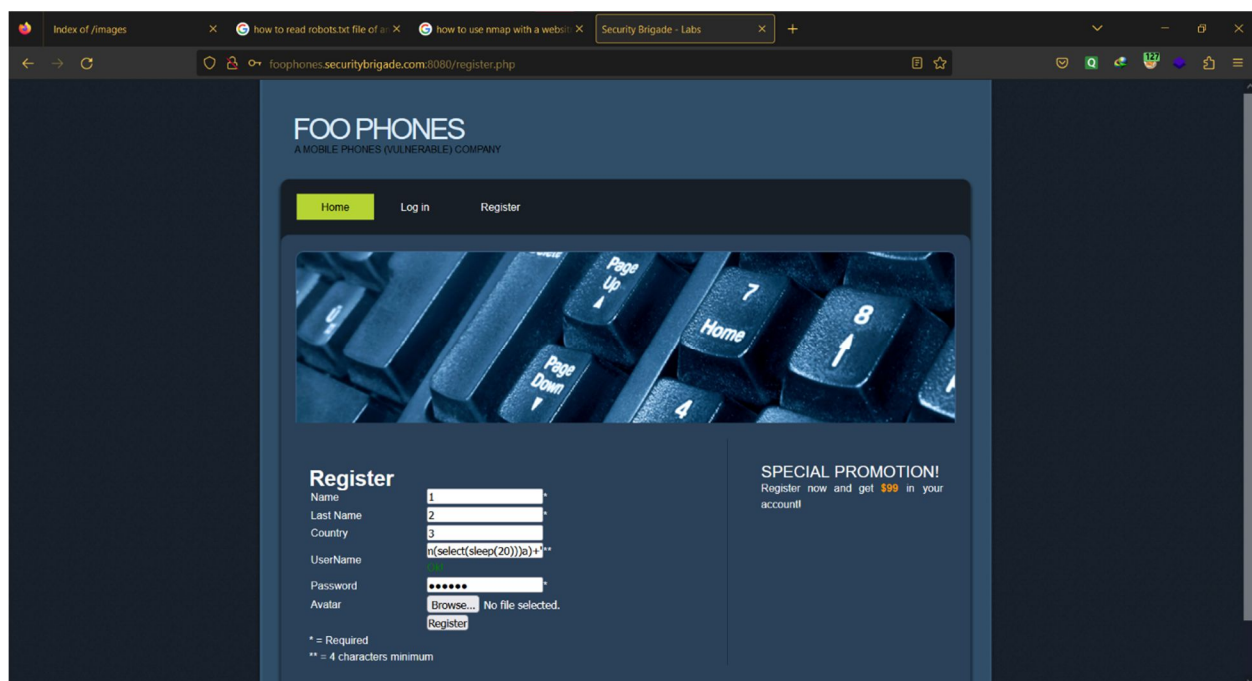 Index of /images
how to read robots.txt file of an
how to use nmap with a websit
Security Brigade - Labs
foophones.securitybrigade.com:8080/register.php
127
FOO PHONES
A MOBILE PHONES (VULNERABLE) COMPANY
Home Log in Register
Page Up
7
Home
8
Page Down
4
Register
Name 1 *
Last Name 2 *
Country 3
UserName n(select(sleep(20)))a)+' **
Password •••••• *
Avatar Browse... No file selected.
Register
* = Required
** = 4 characters minimum
SPECIAL PROMOTION!
Register now and get $99 in your
account!